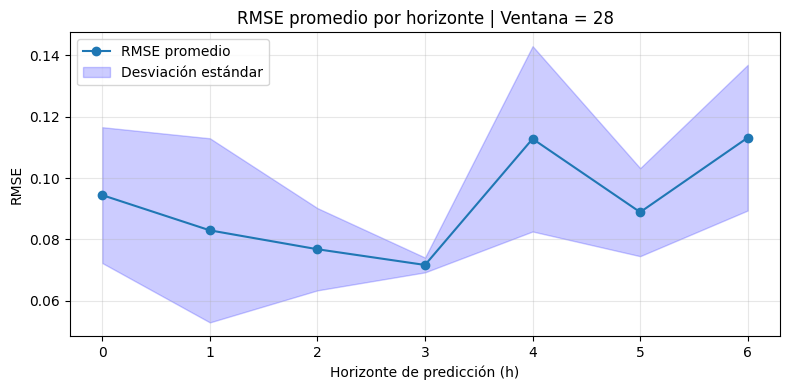 RMSE promedio por horizonte | Ventana = 28
RMSE promedio
Desviación estándar
RMSE
0.14
0.12
0.10
0.08
0.06
0 1 2 3 4 5 6
Horizonte de predicción (h)